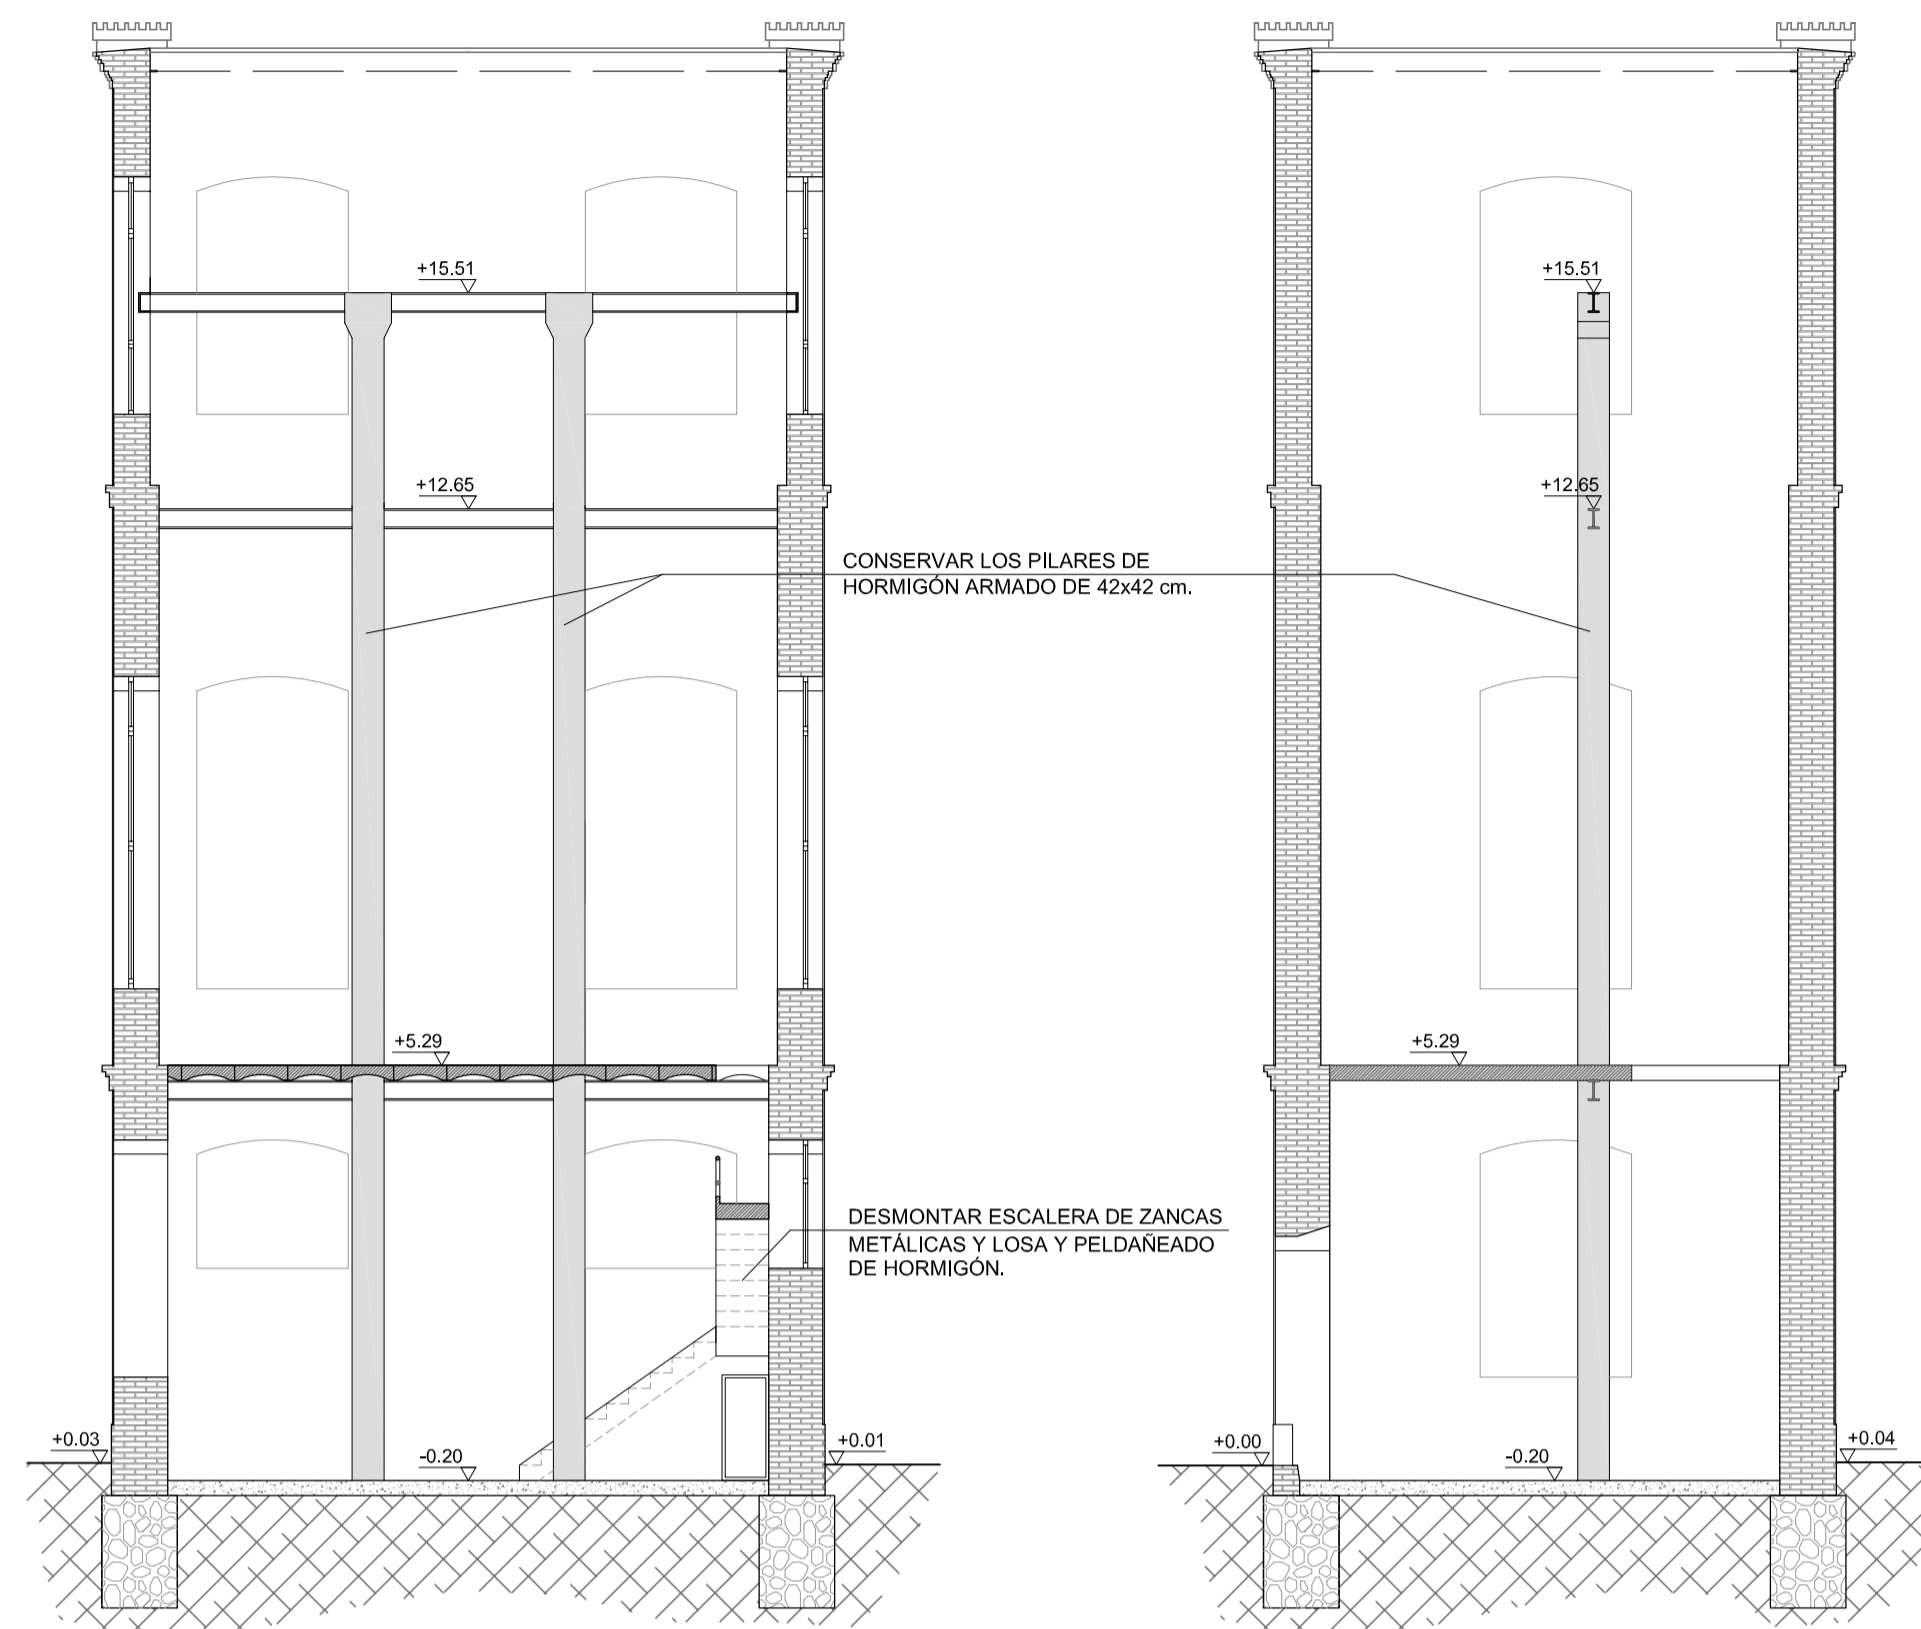 +15.51
+15.51
+12.65
+12.65
CONSERVAR LOS PILARES DE
HORMIGÓN ARMADO DE 42x42 cm.
+5.29
+5.29
DESMONTAR ESCALERA DE ZANCAS
METÁLICAS Y LOSA Y PELDAÑEADO
DE HORMIGÓN.
+0.03
-0.20
+0.01
+0.00
-0.20
+0.04